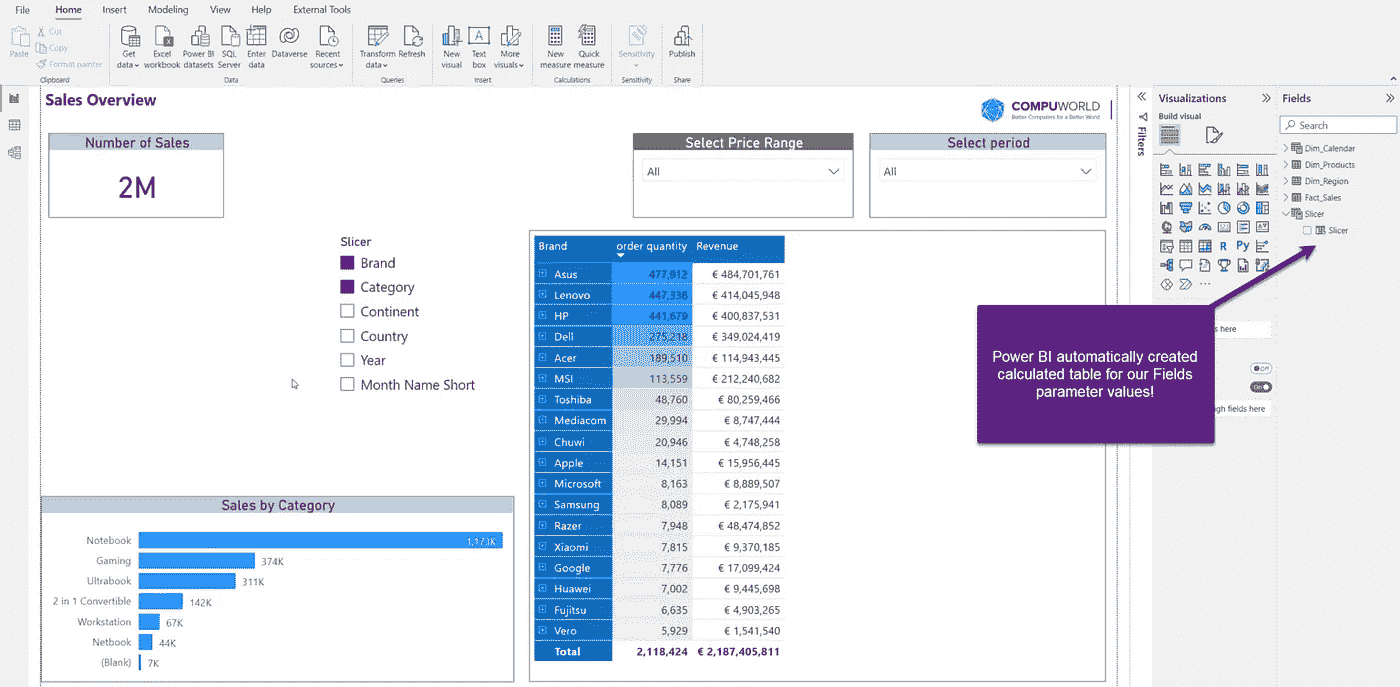 File Home Insert Modeling View Help External Tools
Paste
Cut
Copy
Format painter
Clipboard
Get data
Excel workbook
Power BI datasets
SQL Server
Enter data
Dataverse
Recent sources
Data
Transform data
Refresh
Queries
New visual
Text box
More visuals
Insert
New measure
Quick measure
Calculations
Sensitivity
Sensitivity
Publish
Share
Sales Overview
COMPUWORLD
Better Computers for a Better World
Number of Sales
2M
Select Price Range
All
Select period
All
Slicer
Brand
Category
Continent
Country
Year
Month Name Short
Brand order quantity Revenue
Asus 477,912 € 484,701,761
Lenovo 447,338 € 414,045,948
HP 441,679 € 400,837,531
Dell 275,218 € 349,024,419
Acer 189,510 € 114,943,445
MSI 113,559 € 212,240,682
Toshiba 48,760 € 80,259,466
Mediacom 29,994 € 8,747,444
Chuwi 20,946 € 4,748,258
Apple 14,151 € 15,956,445
Microsoft 8,163 € 8,889,507
Samsung 8,089 € 2,175,941
Razer 7,948 € 48,474,852
Xiaomi 7,815 € 9,370,185
Google 7,776 € 17,099,424
Huawei 7,002 € 9,445,698
Fujitsu 6,635 € 4,903,265
Vero 5,929 € 1,541,540
Total 2,118,424 € 2,187,405,811
Sales by Category
Notebook
Gaming 374K
Ultrabook 311K
2 in 1 Convertible 142K
Workstation 67K
Netbook 44K
(Blank) 7K
Filters
Visualizations
Build visual
R
Py
...
s here
Off
On
gh fields here
Power BI automatically created
calculated table for our Fields
parameter values!
Fields
Search
Dim_Calendar
Dim_Products
Dim_Region
Fact_Sales
Slicer
Slicer